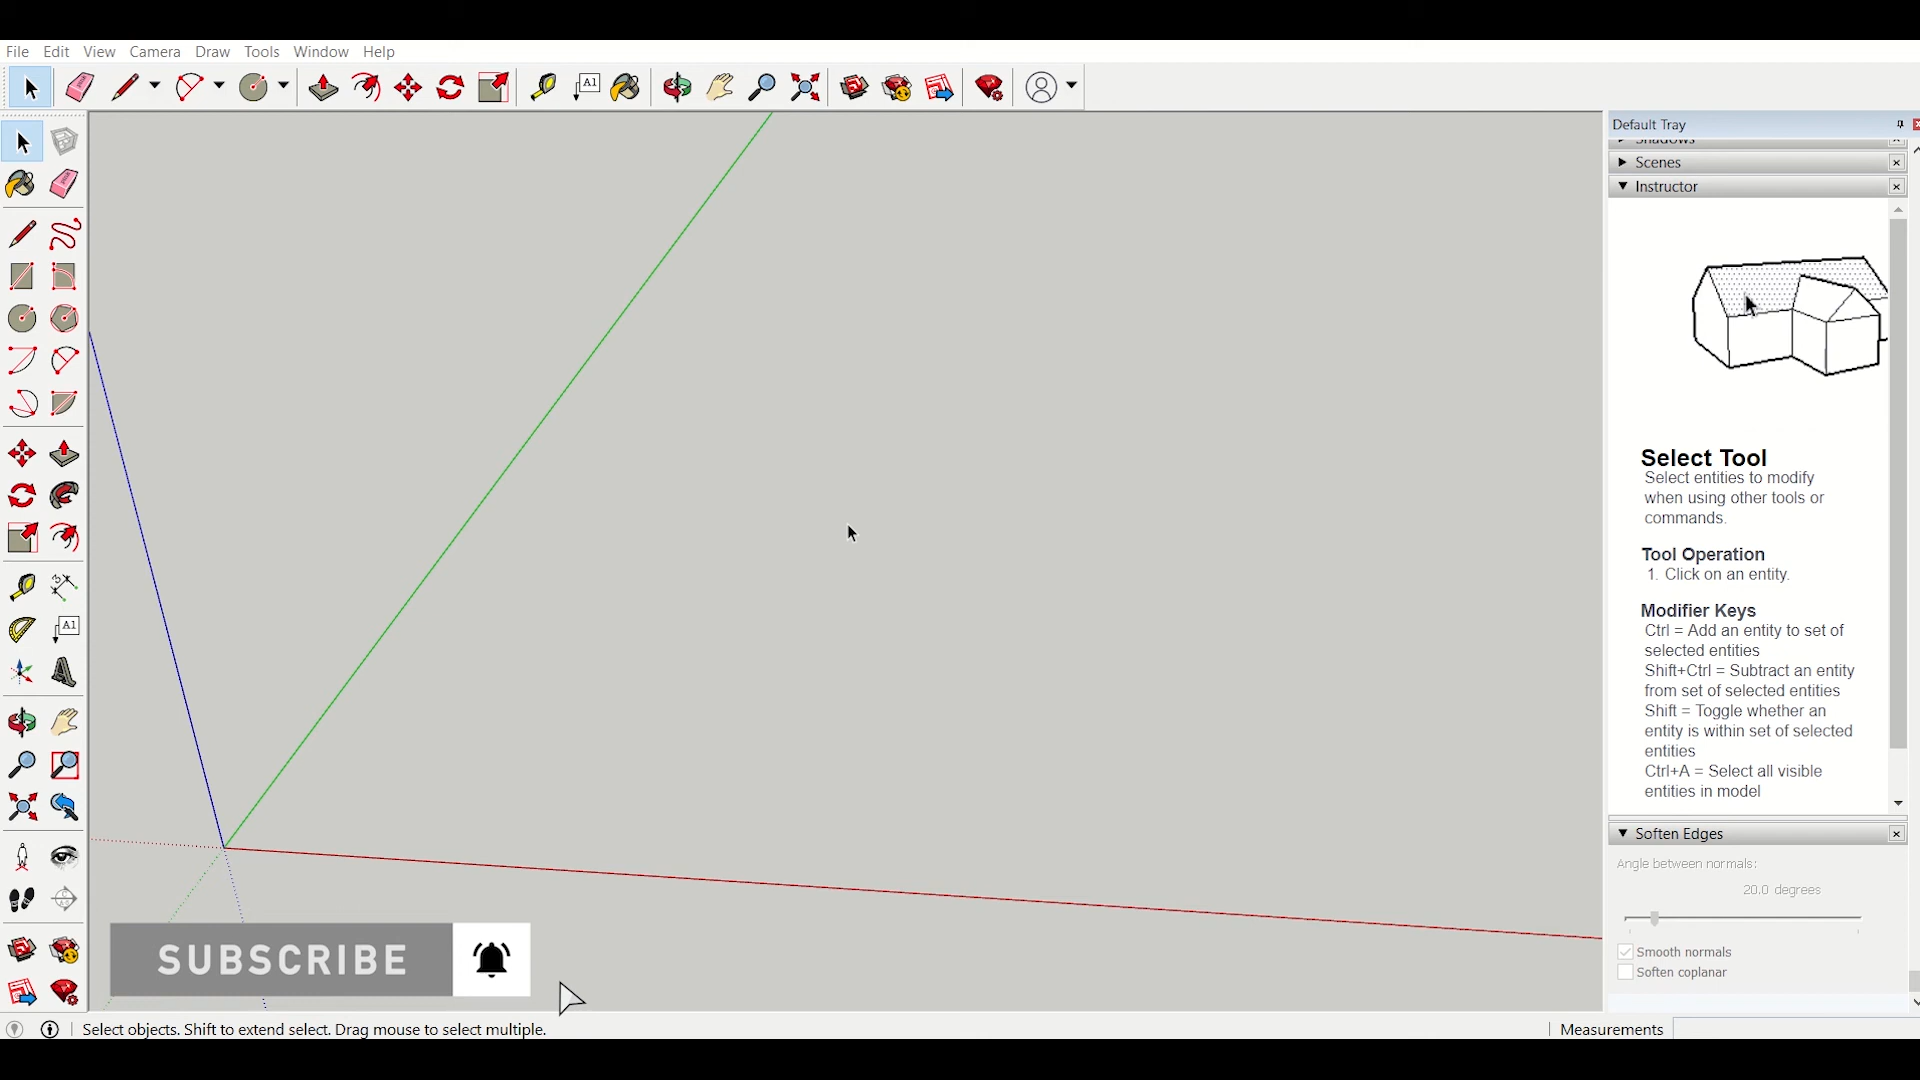 File Edit View Camera Draw Tools Window Help
A1
Default Tray
Shadows
Scenes
Instructor
Select Tool
Select entities to modify
when using other tools or
commands.
Tool Operation
1. Click on an entity.
Modifier Keys
Ctrl = Add an entity to set of
selected entities
Shift+Ctrl = Subtract an entity
from set of selected entities
Shift = Toggle whether an
entity is within set of selected
entities
Ctrl+A = Select all visible
entities in model
A1
Soften Edges
Angle between normals:
20.0 degrees
Smooth normals
Soften coplanar
SUBSCRIBE
Select objects. Shift to extend select. Drag mouse to select multiple.
Measurements